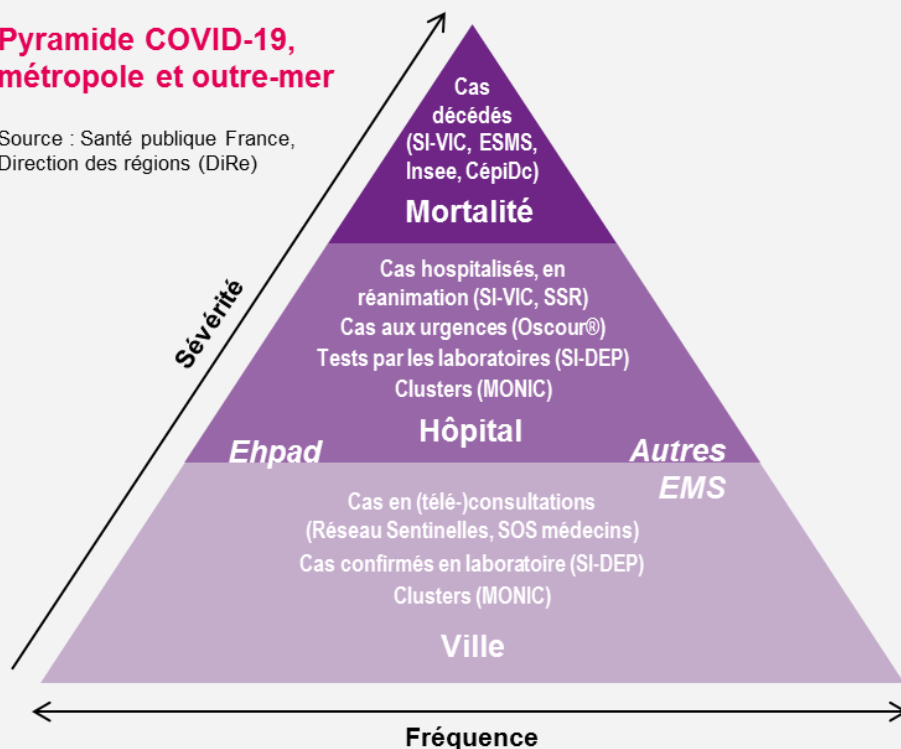 Pyramide COVID-19,
métropole et outre-mer
Source : Santé publique France,
Direction des régions (DiRe)
Cas
décédés
(SI-VIC, ESMS,
Insee, CépiDc)
Mortalité
Sévérité
Cas hospitalisés, en
réanimation (SI-VIC, SSR)
Cas aux urgences (Oscour®)
Tests par les laboratoires (SI-DEP)
Clusters (MONIC)
Hôpital
Ehpad
Autres
EMS
Cas en (télé-)consultations
(Réseau Sentinelles, SOS médecins)
Cas confirmés en laboratoire (SI-DEP)
Clusters (MONIC)
Ville
Fréquence